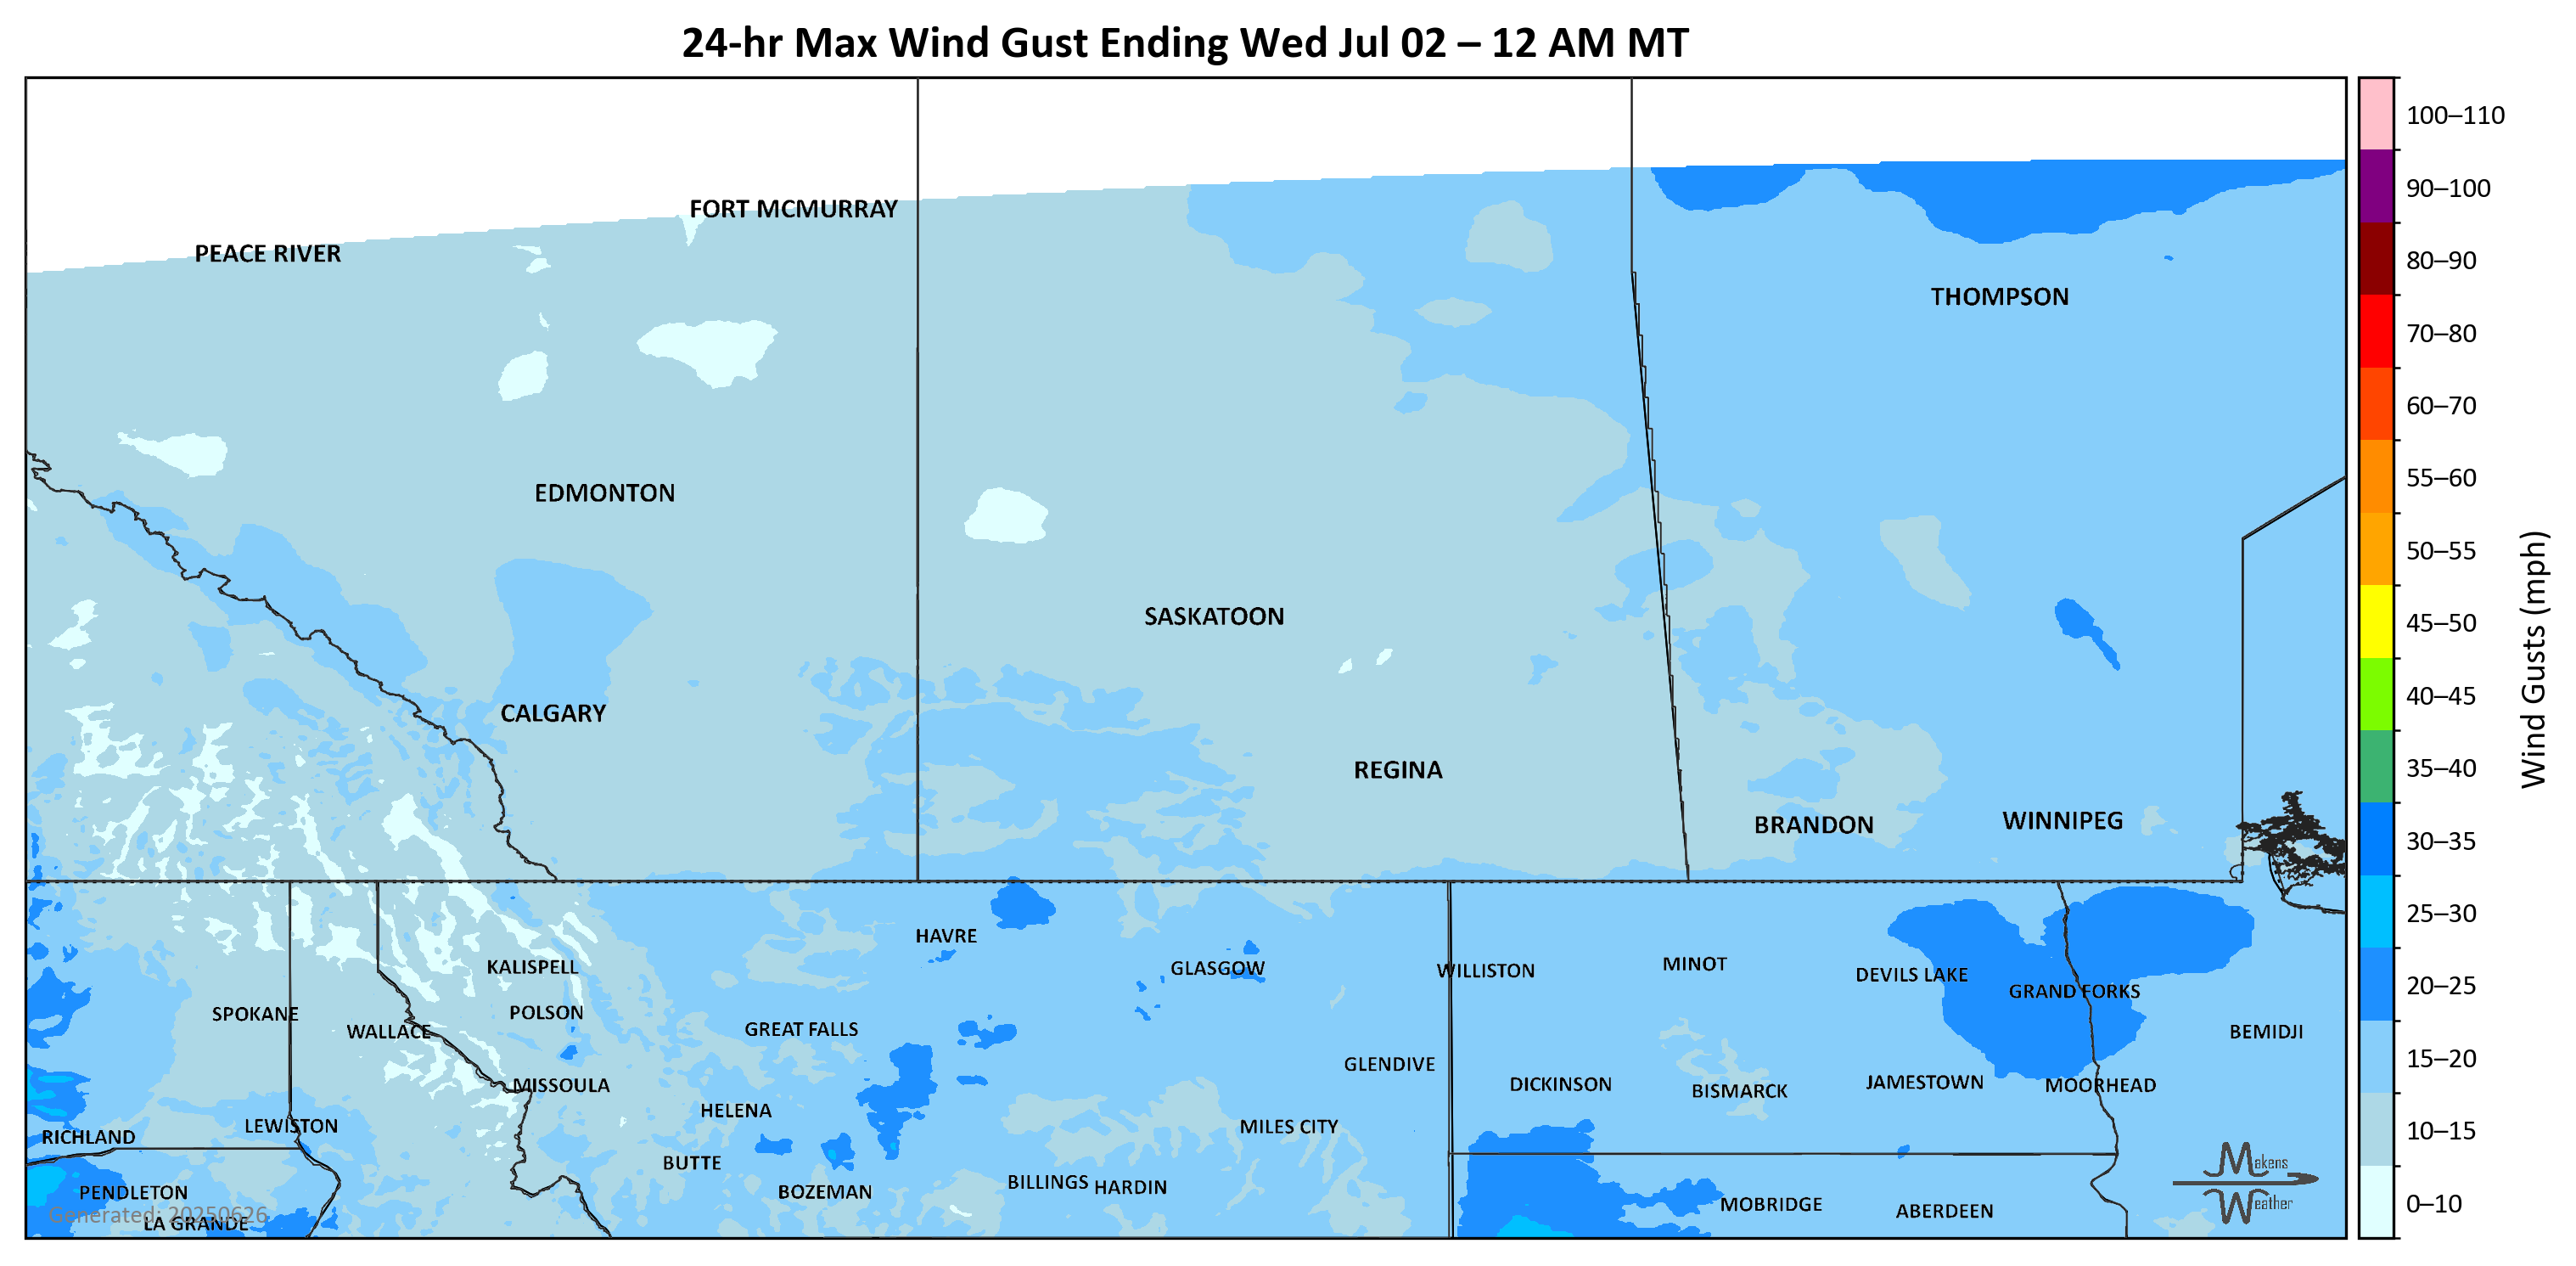 24-hr Max Wind Gust Ending Wed Jul 02 – 12 AM MT
100–110
90–100
80–90
70–80
60–70
55–60
50–55
45–50
40–45
35–40
30–35
25–30
20–25
15–20
10–15
0–10
Wind Gusts (mph)
FORT MCMURRAY
PEACE RIVER
THOMPSON
EDMONTON
SASKATOON
CALGARY
REGINA
BRANDON
WINNIPEG
HAVRE
KALISPELL
GLASGOW
WILLISTON
MINOT
DEVILS LAKE
GRAND FORKS
SPOKANE
POLSON
WALLACE
GREAT FALLS
BEMIDJI
GLENDIVE
MISSOULA
DICKINSON
BISMARCK
JAMESTOWN
MOORHEAD
HELENA
LEWISTON
MILES CITY
RICHLAND
BUTTE
PENDLETON
BOZEMAN
BILLINGS
HARDIN
MOBRIDGE
ABERDEEN
LA GRANDE
Generated: 20250626
Makens
Weather